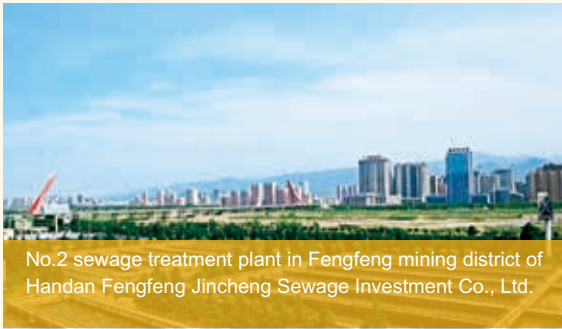 No.2 sewage treatment plant in Fengfeng mining district of
Handan Fengfeng Jincheng Sewage Investment Co., Ltd.